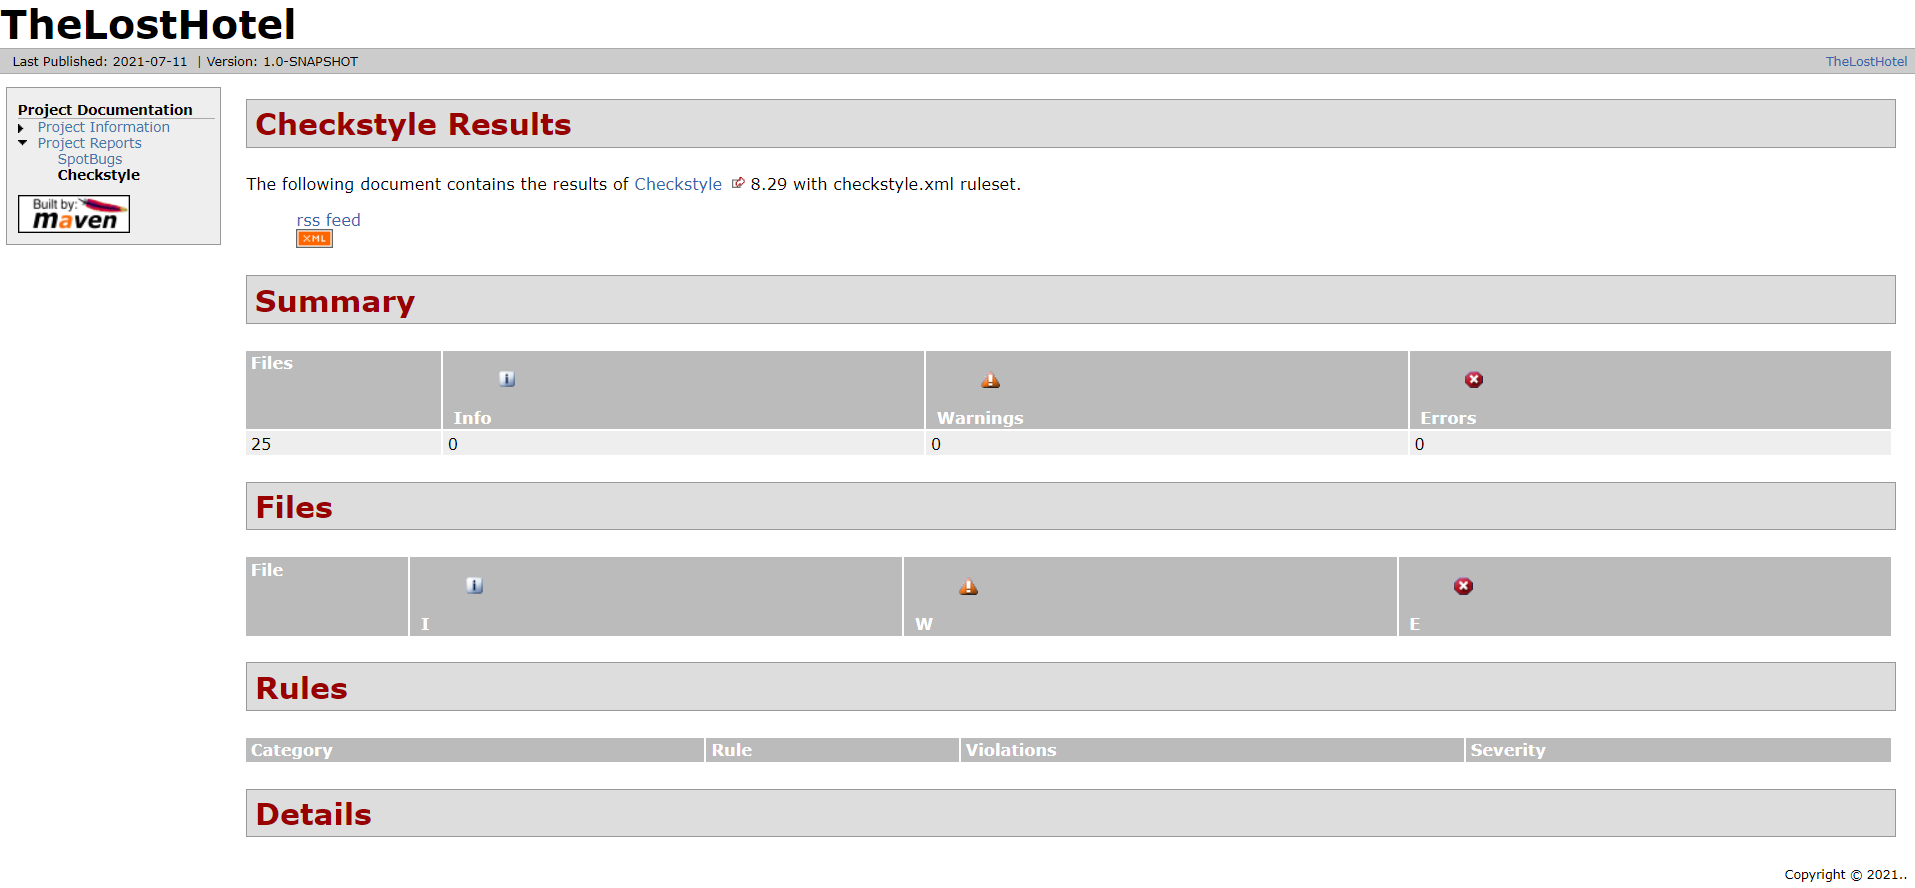 TheLostHotel
Last Published: 2021-07-11 | Version: 1.0-SNAPSHOT
TheLostHotel
Project Documentation
Project Information
Project Reports
SpotBugs
Checkstyle
Built by:
maven
Checkstyle Results
The following document contains the results of Checkstyle 8.29 with checkstyle.xml ruleset.
rss feed
XML
Summary
Files Info Warnings Errors
25 0 0 0
Files
File I W E
Rules
Category Rule Violations Severity
Details
Copyright © 2021..